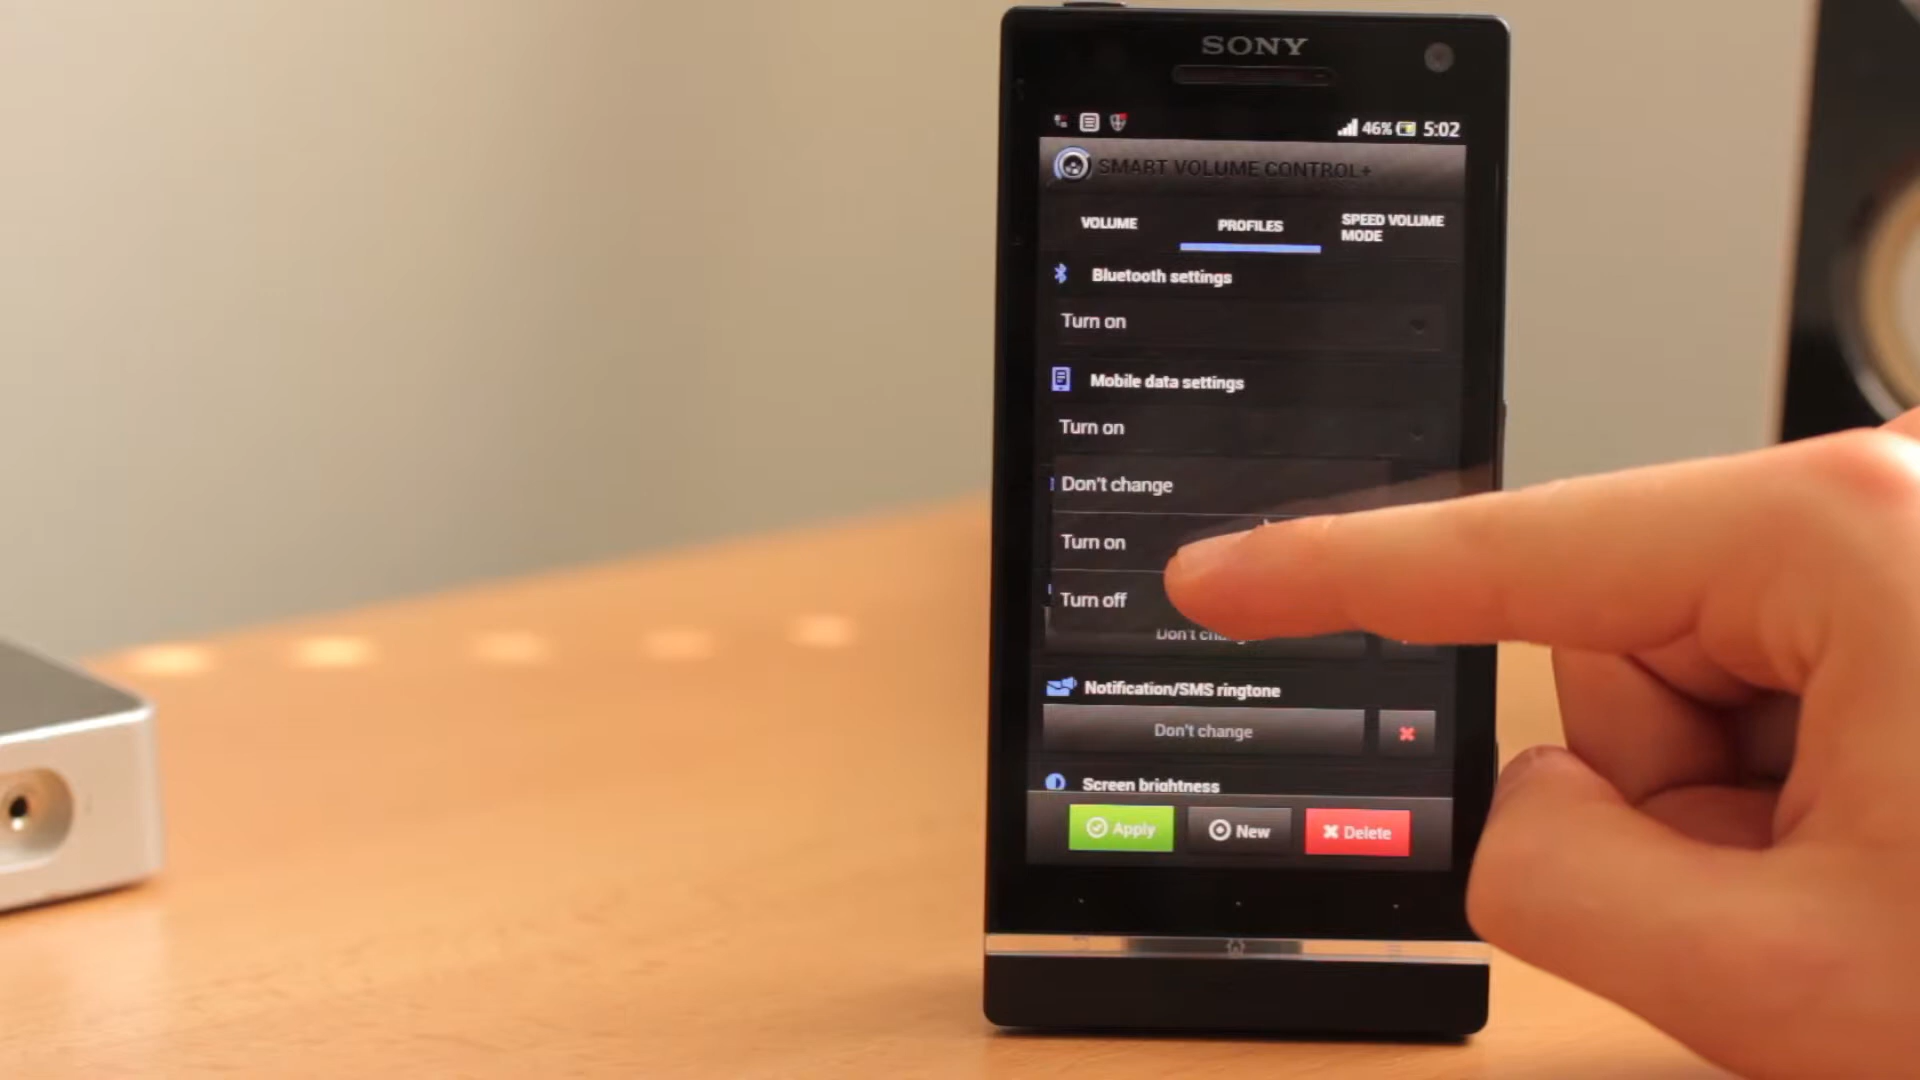 SONY
46% 5:02
SMART VOLUME CONTROL+
VOLUME
PROFILES
SPEED VOLUME
MODE
Bluetooth settings
Turn on
Mobile data settings
Turn on
Don't change
Turn on
Turn off
Don't
Notification/SMS ringtone
Don't change
Screen brightness
Apply
New
Delete